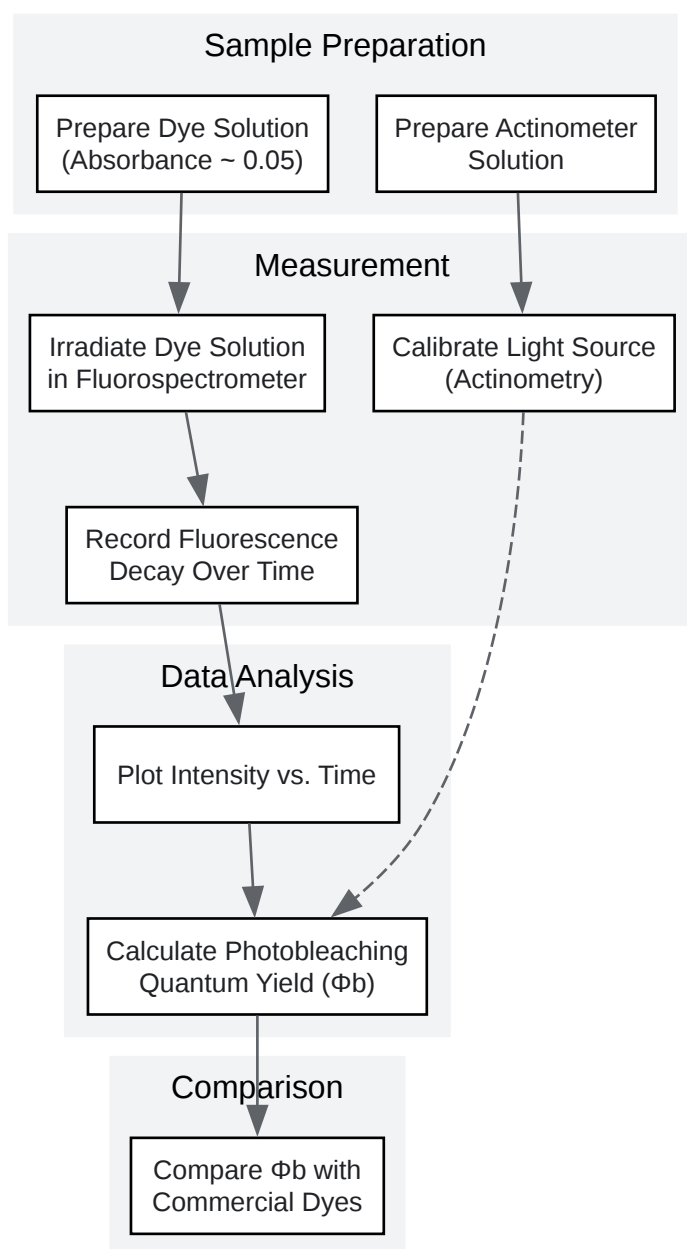 Sample Preparation
Prepare Dye Solution
(Absorbance ~ 0.05)
Prepare Actinometer
Solution
Measurement
Irradiate Dye Solution
in Fluorospectrometer
Calibrate Light Source
(Actinometry)
Record Fluorescence
Decay Over Time
Data Analysis
Plot Intensity vs. Time
Calculate Photobleaching
Quantum Yield (Φb)
Comparison
Compare Φb with
Commercial Dyes